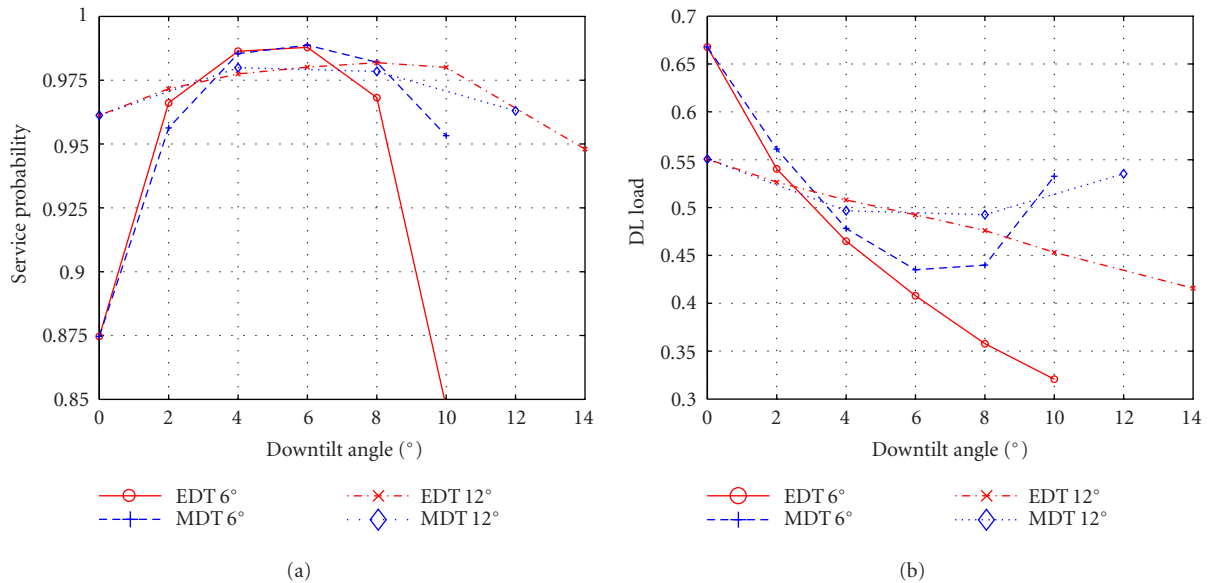 1
0.975
0.95
0.925
0.9
0.875
0.85
Service probability
0 2 4 6 8 10 12 14
Downtilt angle (°)
EDT 6°
MDT 6°
EDT 12°
MDT 12°
(a)
0.7
0.65
0.6
0.55
0.5
0.45
0.4
0.35
0.3
DL load
0 2 4 6 8 10 12 14
Downtilt angle (°)
EDT 6°
MDT 6°
EDT 12°
MDT 12°
(b)